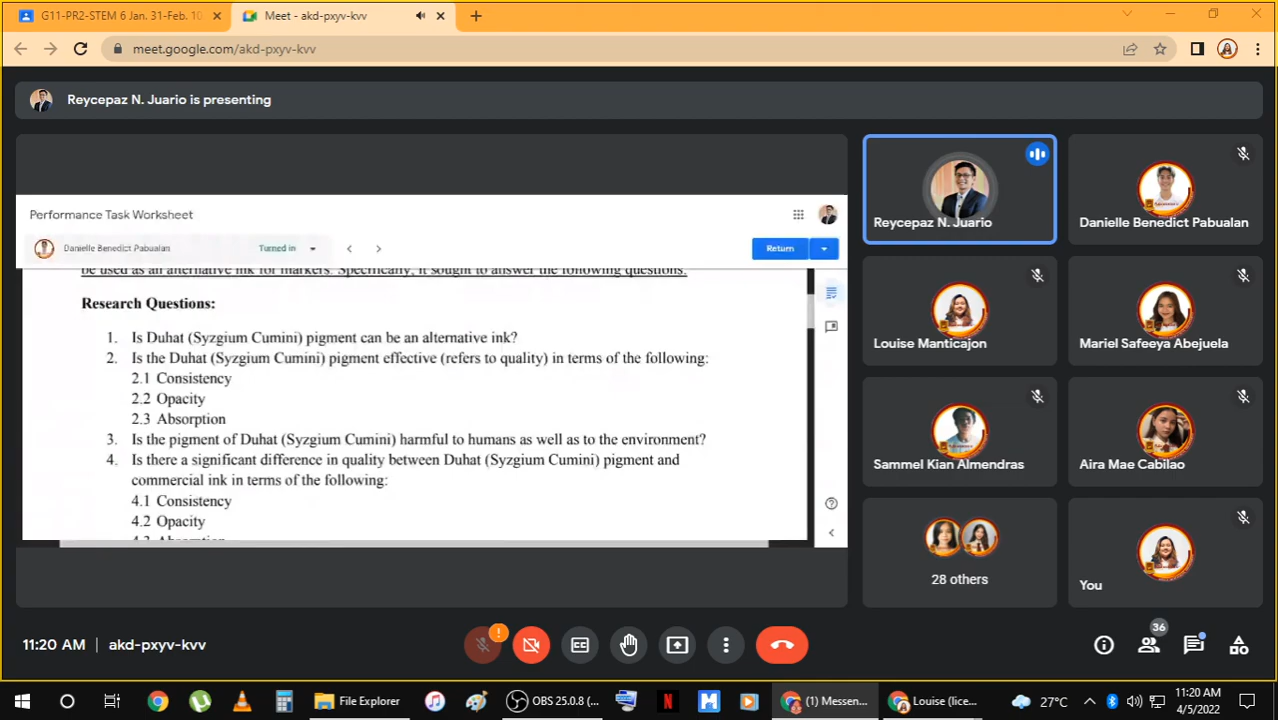 G11-PR2-STEM 6 Jan. 31-Feb. 10
Meet - akd-pxyv-kvv
meet.google.com/akd-pxyv-kvv
Reycepaz N. Juario is presenting
Performance Task Worksheet
Danielle Benedict Pabualan
Turned in
Return
be used as an alternative ink for markers. Specifically, it sought to answer the following questions.
Research Questions:
1. Is Duhat (Syzgium Cumini) pigment can be an alternative ink?
2. Is the Duhat (Syzgium Cumini) pigment effective (refers to quality) in terms of the following:
2.1 Consistency
2.2 Opacity
2.3 Absorption
3. Is the pigment of Duhat (Syzgium Cumini) harmful to humans as well as to the environment?
4. Is there a significant difference in quality between Duhat (Syzgium Cumini) pigment and
commercial ink in terms of the following:
4.1 Consistency
4.2 Opacity
4.3 Absorption
Reycepaz N. Juario
Danielle Benedict Pabualan
Louise Manticajon
Mariel Safeeya Abejuela
Sammel Kian Almendras
Aira Mae Cabilao
28 others
You
11:20 AM | akd-pxyv-kvv
36
File Explorer
OBS 25.0.8 (...
(1) Messen...
Louise (lice...
27°C
11:20 AM
4/5/2022